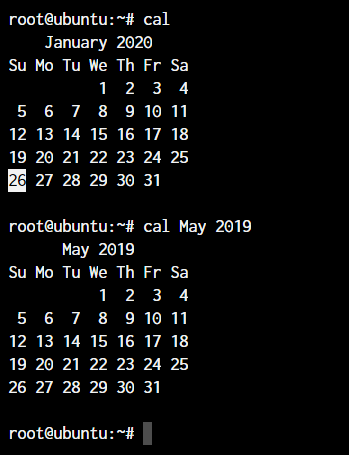 root@ubuntu:~# cal
    January 2020
Su Mo Tu We Th Fr Sa
          1  2  3  4
 5  6  7  8  9 10 11
12 13 14 15 16 17 18
19 20 21 22 23 24 25
26 27 28 29 30 31

root@ubuntu:~# cal May 2019
      May 2019
Su Mo Tu We Th Fr Sa
          1  2  3  4
 5  6  7  8  9 10 11
12 13 14 15 16 17 18
19 20 21 22 23 24 25
26 27 28 29 30 31

root@ubuntu:~#